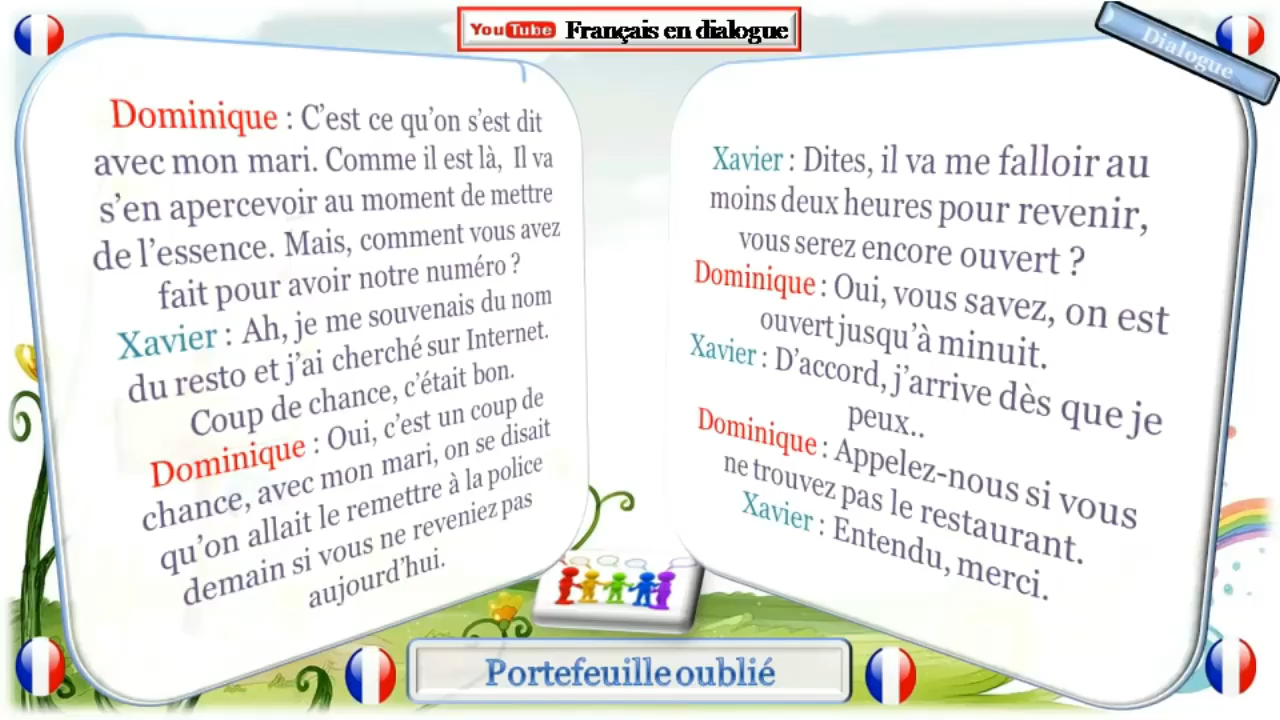 YouTube Français en dialogue
Dialogue
Dominique : C'est ce qu'on s'est dit
avec mon mari. Comme il est là, Il va
s'en apercevoir au moment de mettre
de l'essence. Mais, comment vous avez
fait pour avoir notre numéro ?
Xavier : Ah, je me souvenais du nom
du resto et j'ai cherché sur Internet.
Coup de chance, c'était bon.
Dominique : Oui, c'est un coup de
chance, avec mon mari, on se disait
qu'on allait le remettre à la police
demain si vous ne reveniez pas
aujourd'hui.
Xavier : Dites, il va me falloir au
moins deux heures pour revenir,
vous serez encore ouvert ?
Dominique : Oui, vous savez, on est
ouvert jusqu'à minuit.
Xavier : D'accord, j'arrive dès que je
peux..
Dominique : Appelez-nous si vous
ne trouvez pas le restaurant.
Xavier : Entendu, merci.
Portefeuille oublié